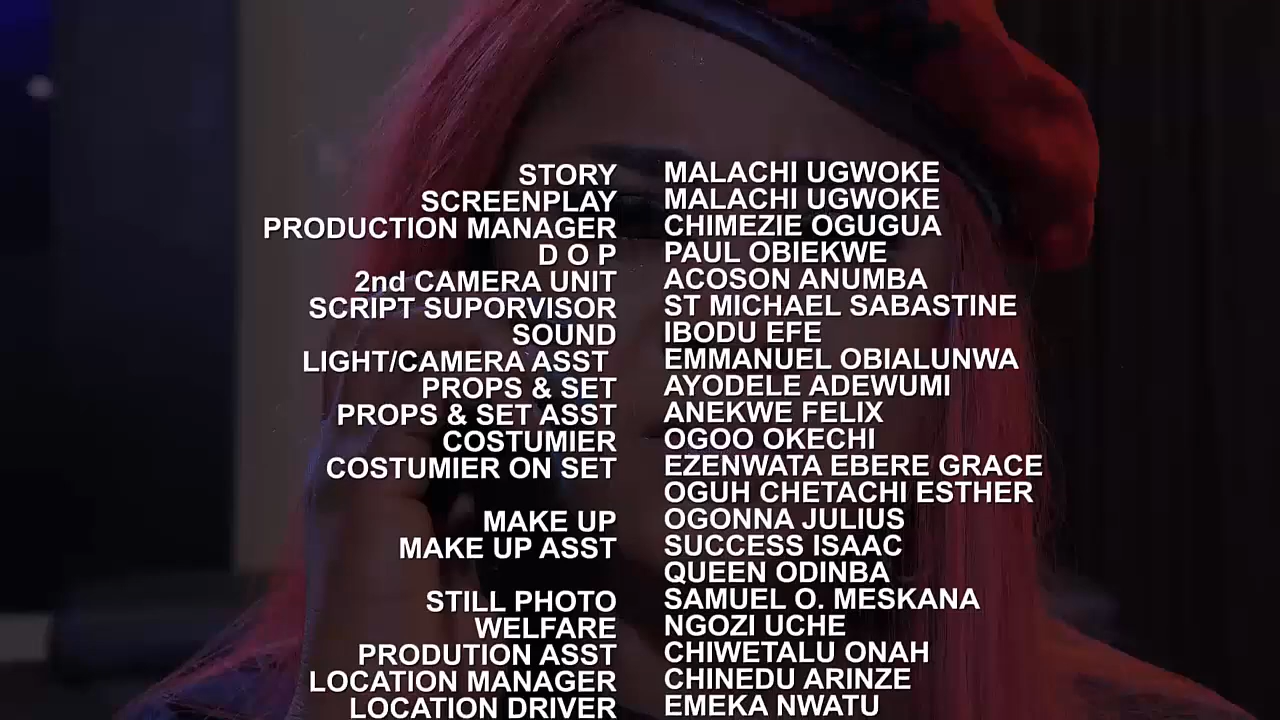 STORY MALACHI UGWOKE
SCREENPLAY MALACHI UGWOKE
PRODUCTION MANAGER CHIMEZIE OGUGUA
D O P PAUL OBIEKWE
2nd CAMERA UNIT ACOSON ANUMBA
SCRIPT SUPORVISOR ST MICHAEL SABASTINE
SOUND IBODU EFE
LIGHT/CAMERA ASST EMMANUEL OBIALUNWA
PROPS & SET AYODELE ADEWUMI
PROPS & SET ASST ANEKWE FELIX
COSTUMIER OGOO OKECHI
COSTUMIER ON SET EZENWATA EBERE GRACE
OGUH CHETACHI ESTHER
MAKE UP OGONNA JULIUS
MAKE UP ASST SUCCESS ISAAC
QUEEN ODINBA
STILL PHOTO SAMUEL O. MESKANA
WELFARE NGOZI UCHE
PRODUTION ASST CHIWETALU ONAH
LOCATION MANAGER CHINEDU ARINZE
LOCATION DRIVER EMEKA NWATU